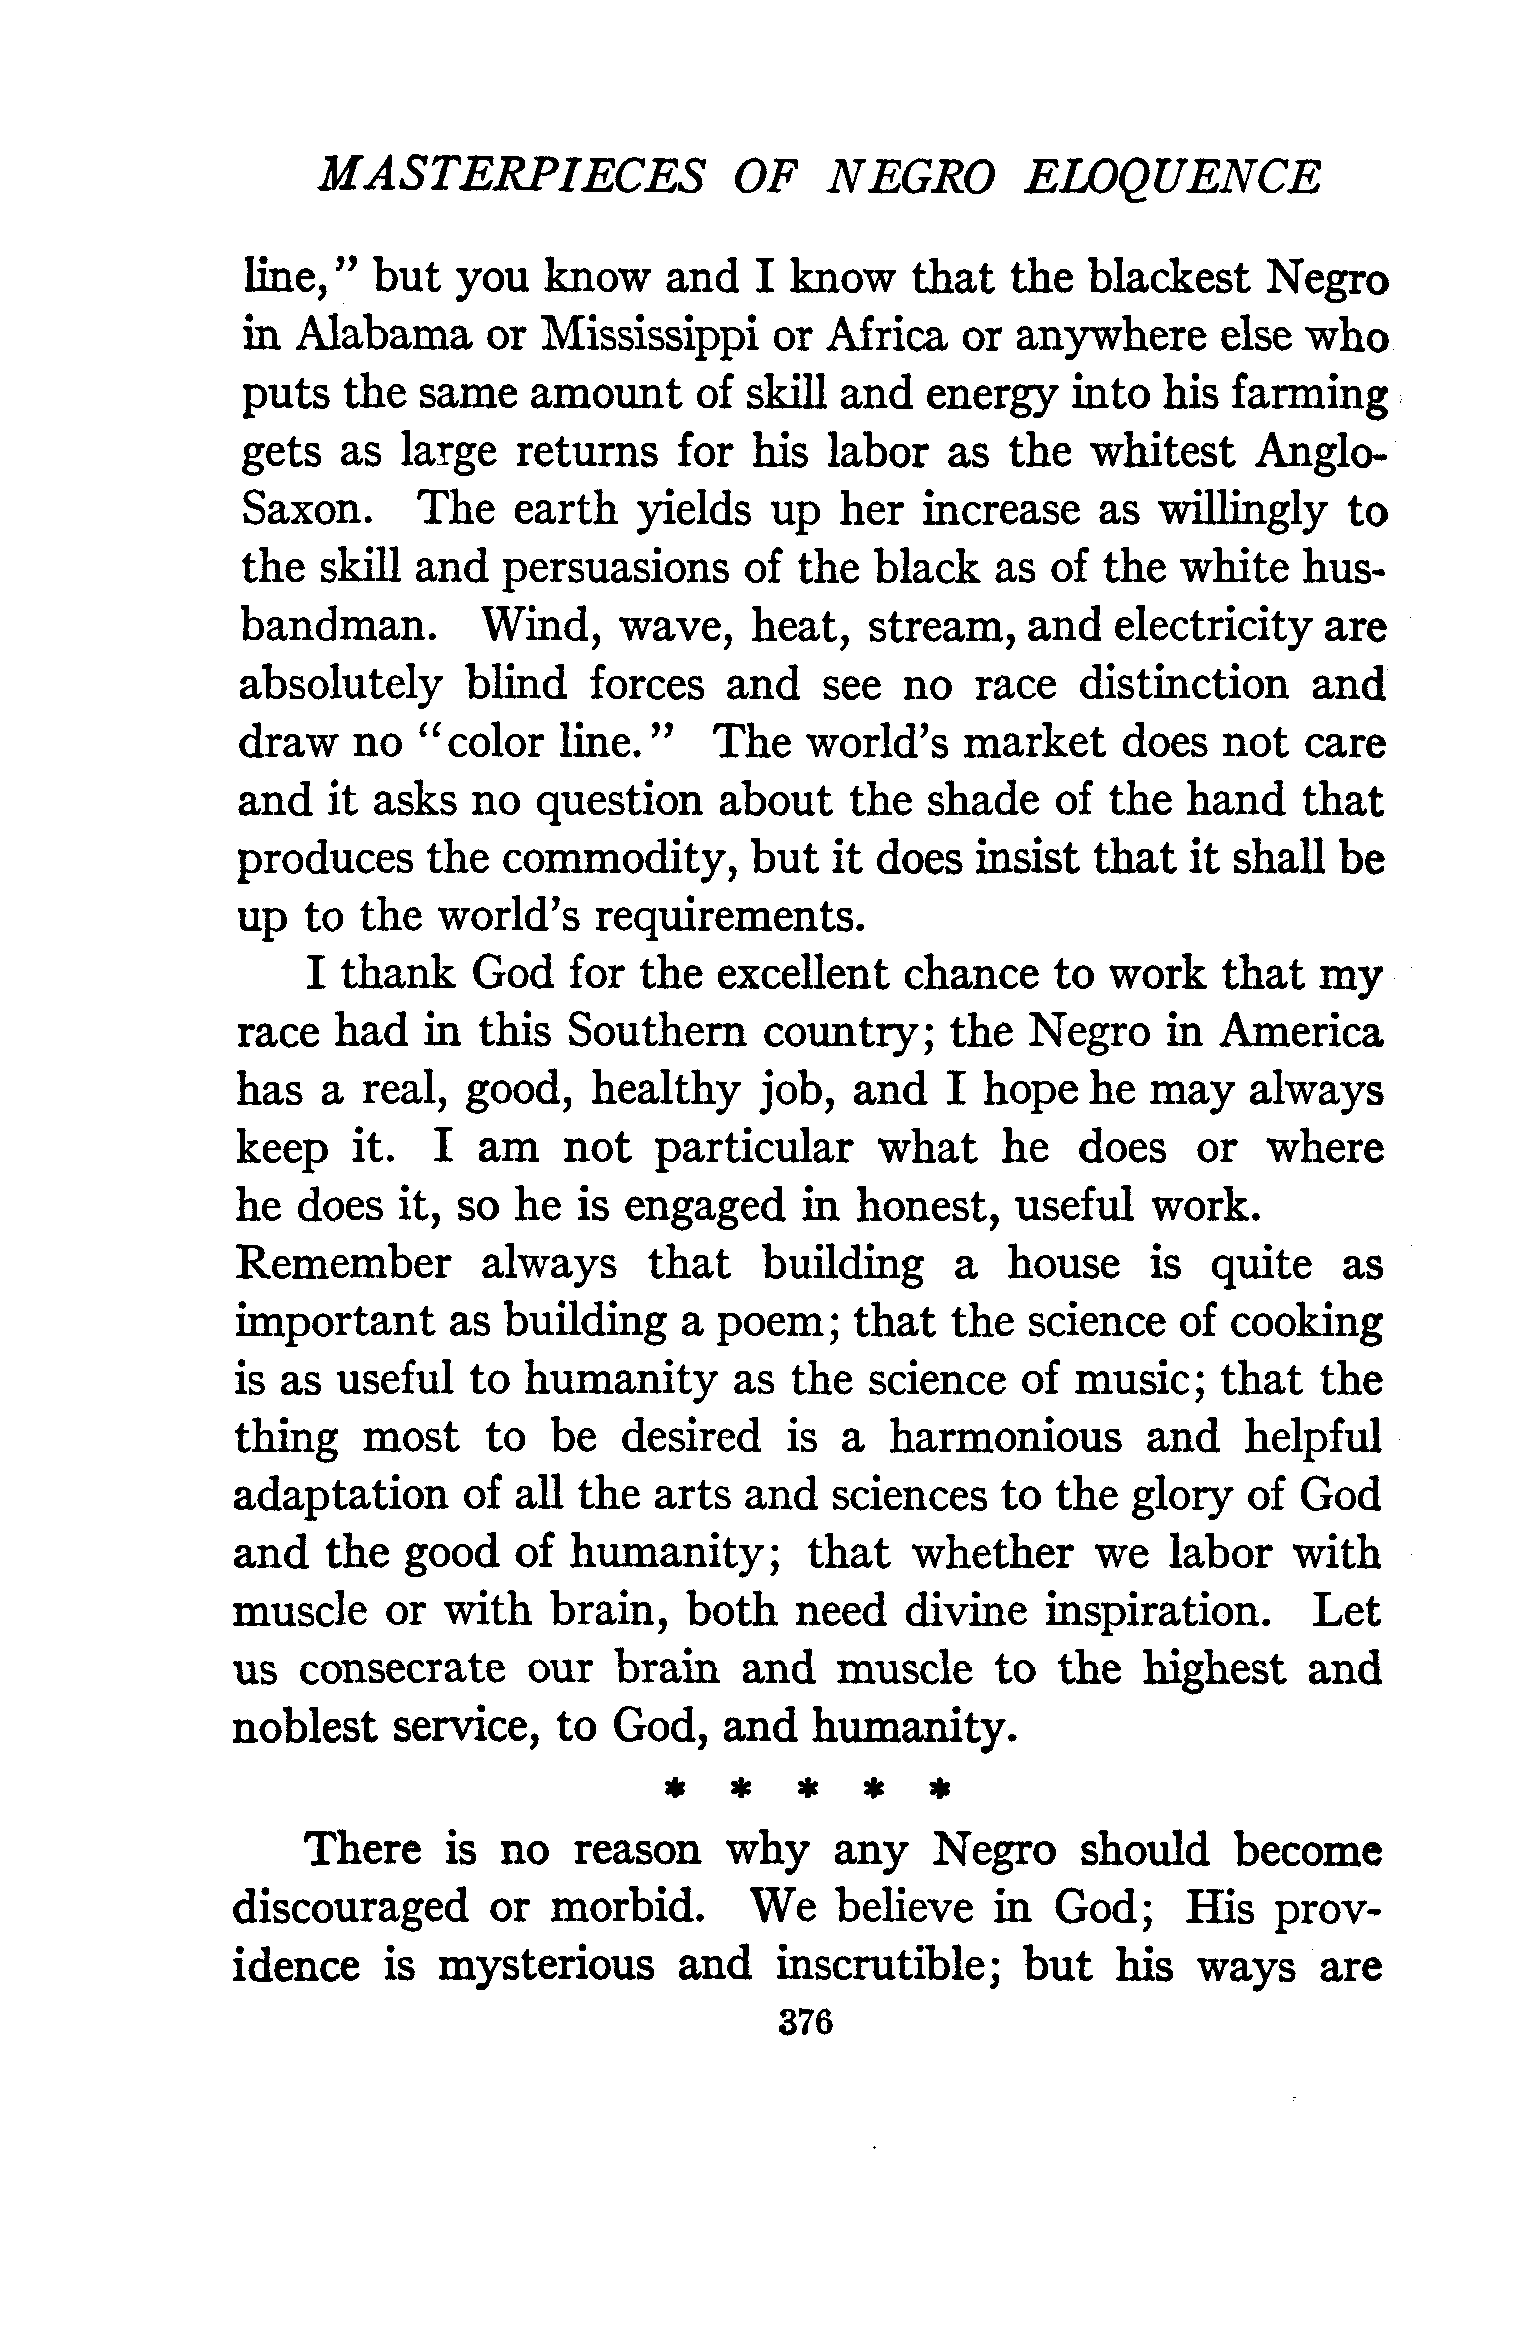 MASTERPIECES OF NEGRO ELOQUENCE
line," but you know and I know that the blackest Negro
in Alabama or Mississippi or Africa or anywhere else who
puts the same amount of skill and energy into his farming
gets as large returns for his labor as the whitest Anglo-
Saxon. The earth yields up her increase as willingly to
the skill and persuasions of the black as of the white hus-
bandman. Wind, wave, heat, stream, and electricity are
absolutely blind forces and see no race distinction and
draw no "color line." The world's market does not care
and it asks no question about the shade of the hand that
produces the commodity, but it does insist that it shall be
up to the world's requirements.
I thank God for the excellent chance to work that my
race had in this Southern country; the Negro in America
has a real, good, healthy job, and I hope he may always
keep it. I am not particular what he does or where
he does it, so he is engaged in honest, useful work.
Remember always that building a house is quite as
important as building a poem; that the science of cooking
is as useful to humanity as the science of music; that the
thing most to be desired is a harmonious and helpful
adaptation of all the arts and sciences to the glory of God
and the good of humanity; that whether we labor with
muscle or with brain, both need divine inspiration. Let
us consecrate our brain and muscle to the highest and
noblest service, to God, and humanity.
* * * * *
There is no reason why any Negro should become
discouraged or morbid. We believe in God; His prov-
idence is mysterious and inscrutible; but his ways are
376